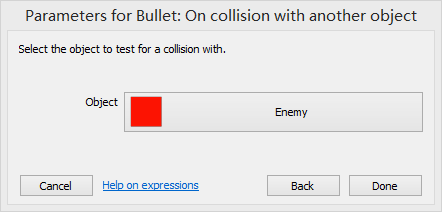 Parameters for Bullet: On collision with another object
Select the object to test for a collision with.
Object
Enemy
Cancel
Help on expressions
Back
Done